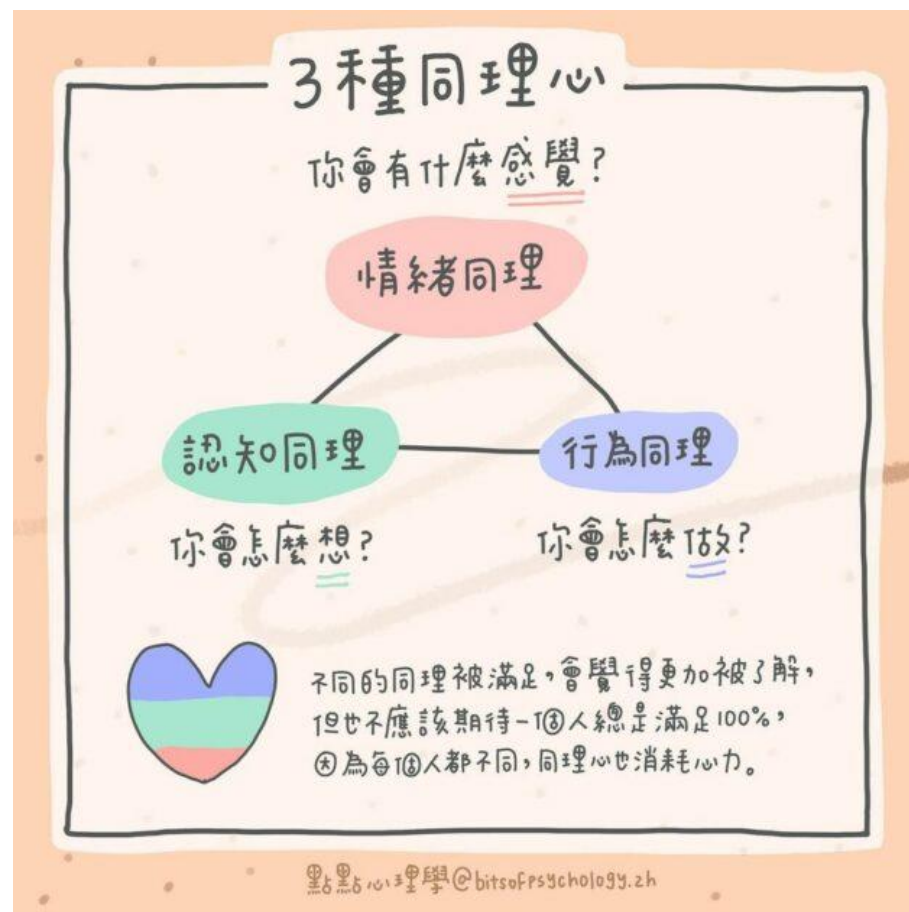 3種同理心
你會有什麼感覺?
情緒同理
認知同理
行為同理
你會怎麼想?
你會怎麼做?
不同的同理被滿足,會覺得更加被了解,
但也不應該期待一個人總是滿足100%,
因為每個人都不同,同理心也消耗心力。
點點心理學@bitsofpsychology.zh